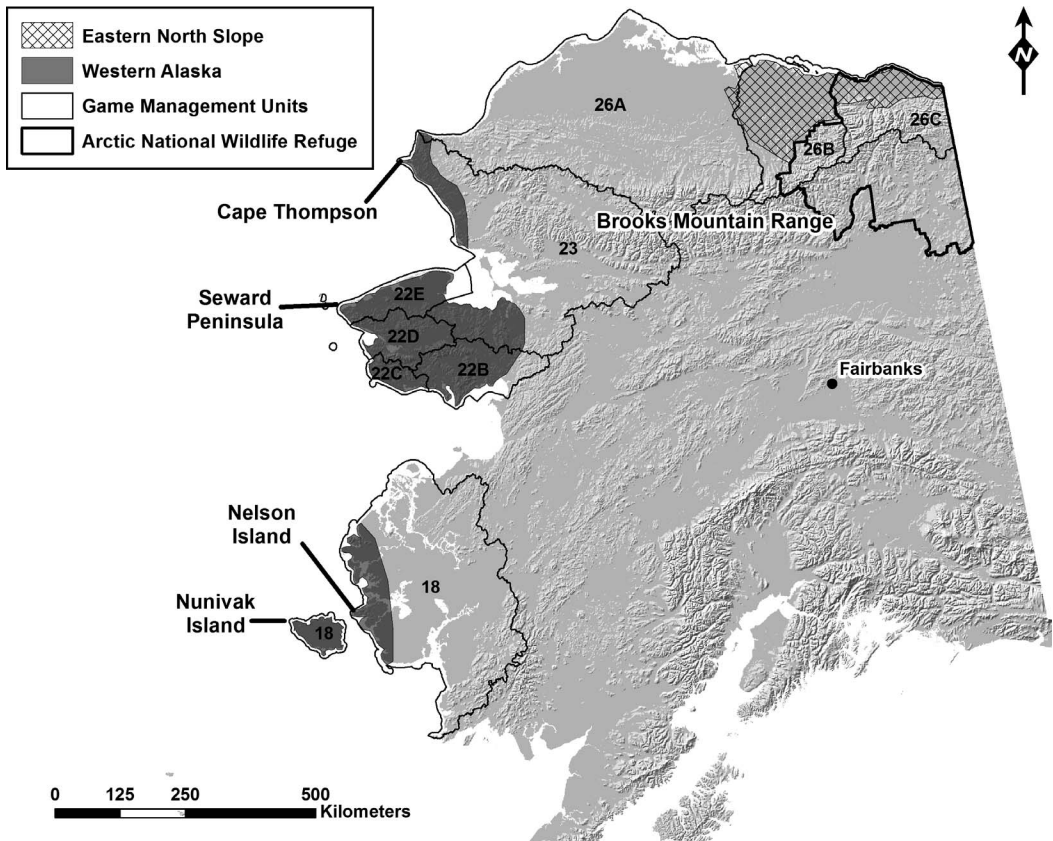 Eastern North Slope
Western Alaska
Game Management Units
Arctic National Wildlife Refuge
N
26A
26C
26B
Cape Thompson
Brooks Mountain Range
23
Seward
Peninsula
22E
22D
22C
22B
Fairbanks
Nelson
Island
18
Nunivak
Island
18
0 125 250 500
Kilometers